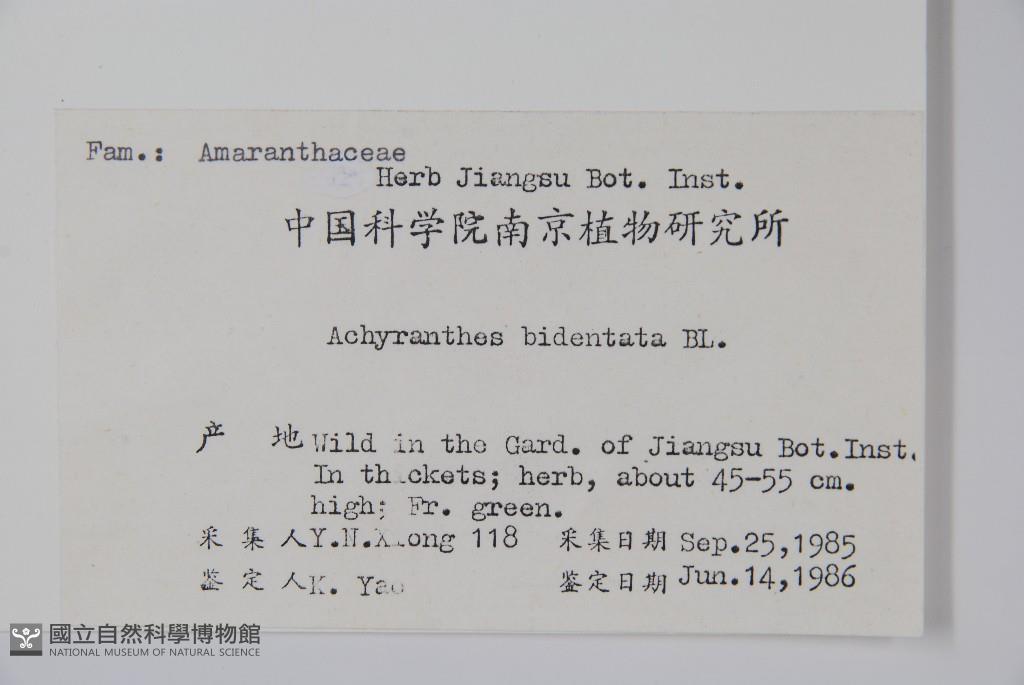 Fam.: Amaranthaceae
Herb Jiangsu Bot. Inst.
中国科学院南京植物研究所
Achyranthes bidentata BL.
产 地 Wild in the Gard. of Jiangsu Bot.Inst.
In thickets; herb, about 45-55 cm.
high; Fr. green.
采 集 人 Y.N.Xiong 118 采集日期 Sep.25,1985
鉴 定 人 K. Yao 鉴定日期 Jun.14,1986
國立自然科學博物館
NATIONAL MUSEUM OF NATURAL SCIENCE